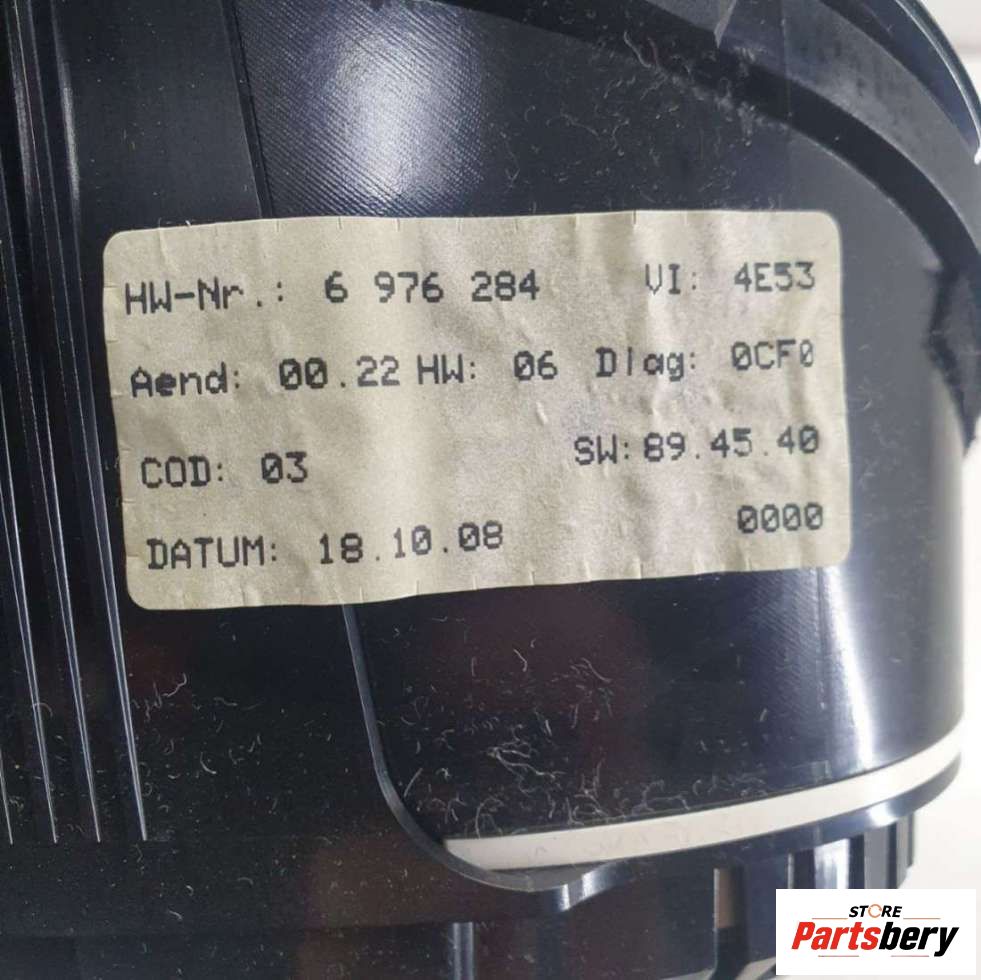 HW-Nr.: 6 976 284 VI: 4E53
Aend: 00.22 HW: 06 Diag: 0CF0
COD: 03 SW: 89.45.40
DATUM: 18.10.08 0000
STORE
Partsbery